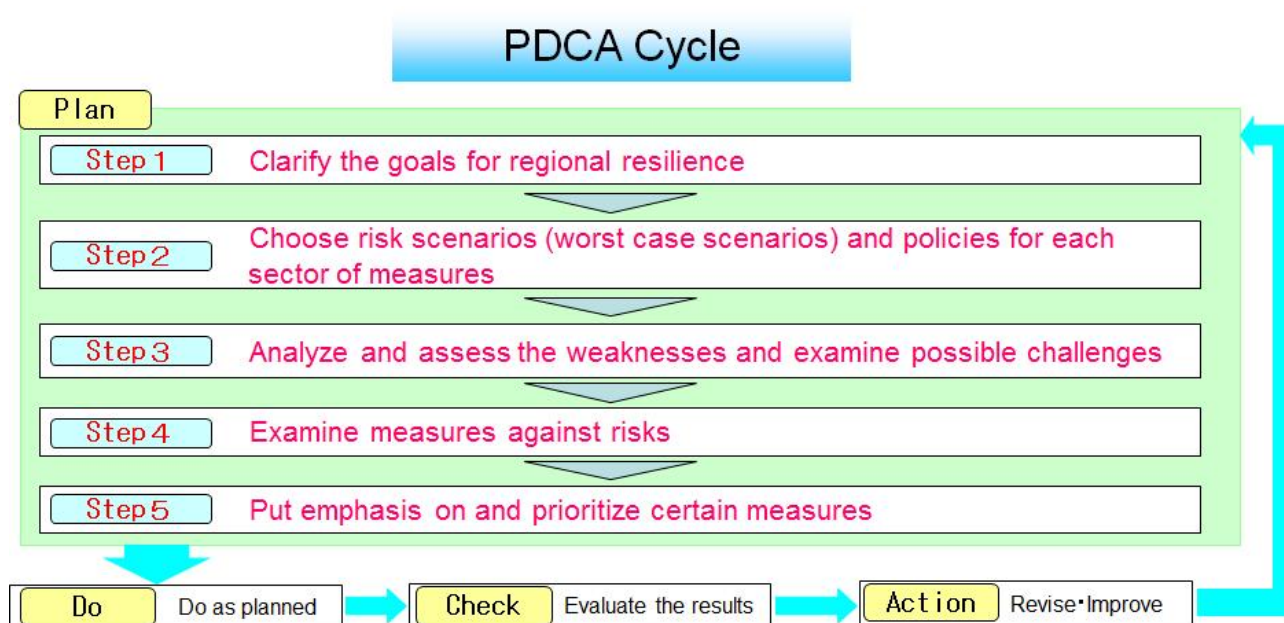 PDCA Cycle
Plan
Step 1 Clarify the goals for regional resilience
Step 2 Choose risk scenarios (worst case scenarios) and policies for each
sector of measures
Step 3 Analyze and assess the weaknesses and examine possible challenges
Step 4 Examine measures against risks
Step 5 Put emphasis on and prioritize certain measures
Do Do as planned Check Evaluate the results Action Revise・Improve